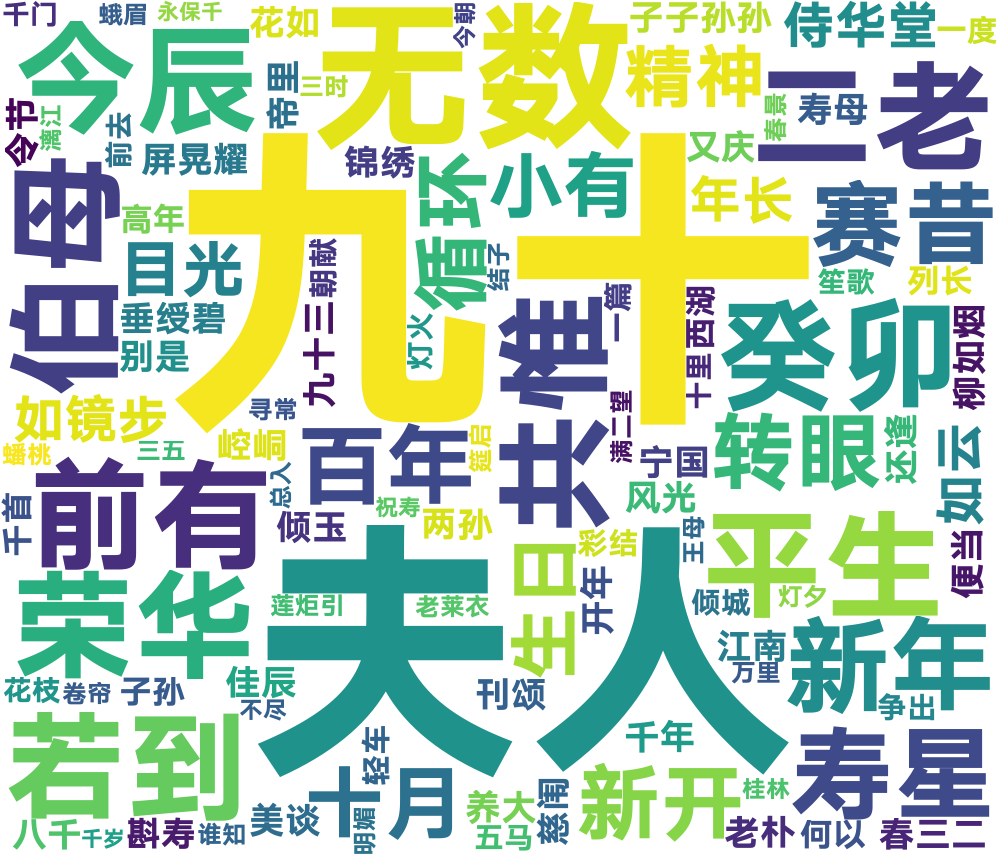 千门
蛾眉
永保千
花如
今朝
子子孙孙
侍华堂
一度
今辰
无数
精神
二二
老
帝里
三时
春景
寿母
令节
漓江
前去
屏晃耀
锦绣
循环
小有
又庆
年长
赛昔
伯母
九十
高年
目光
九十三
朝献
结子
一篇
十里西湖
笙歌
列长
垂绶碧
别是
灯火
惟
癸卯
柳如烟
如镜步
寻常
满二望
蟠桃
三五
崆峒
百年
筵启
共
宁国
转眼
还逢
如云
千首
前有
总人
倾玉
祝寿
两孙
风光
王母
便当
荣华
夫人
莲炬引
老莱衣
生日
彩结
开年
平生
倾城
灯夕
江南
万里
新年
花枝
卷帘
子孙
佳辰
不尽
刊颂
争出
若到
轻车
千年
寿星
八千
千岁
斟寿
谁知
美谈
十月
明媚
养大
五马
慈闱
新开
桂林
老朴
何以
春三二